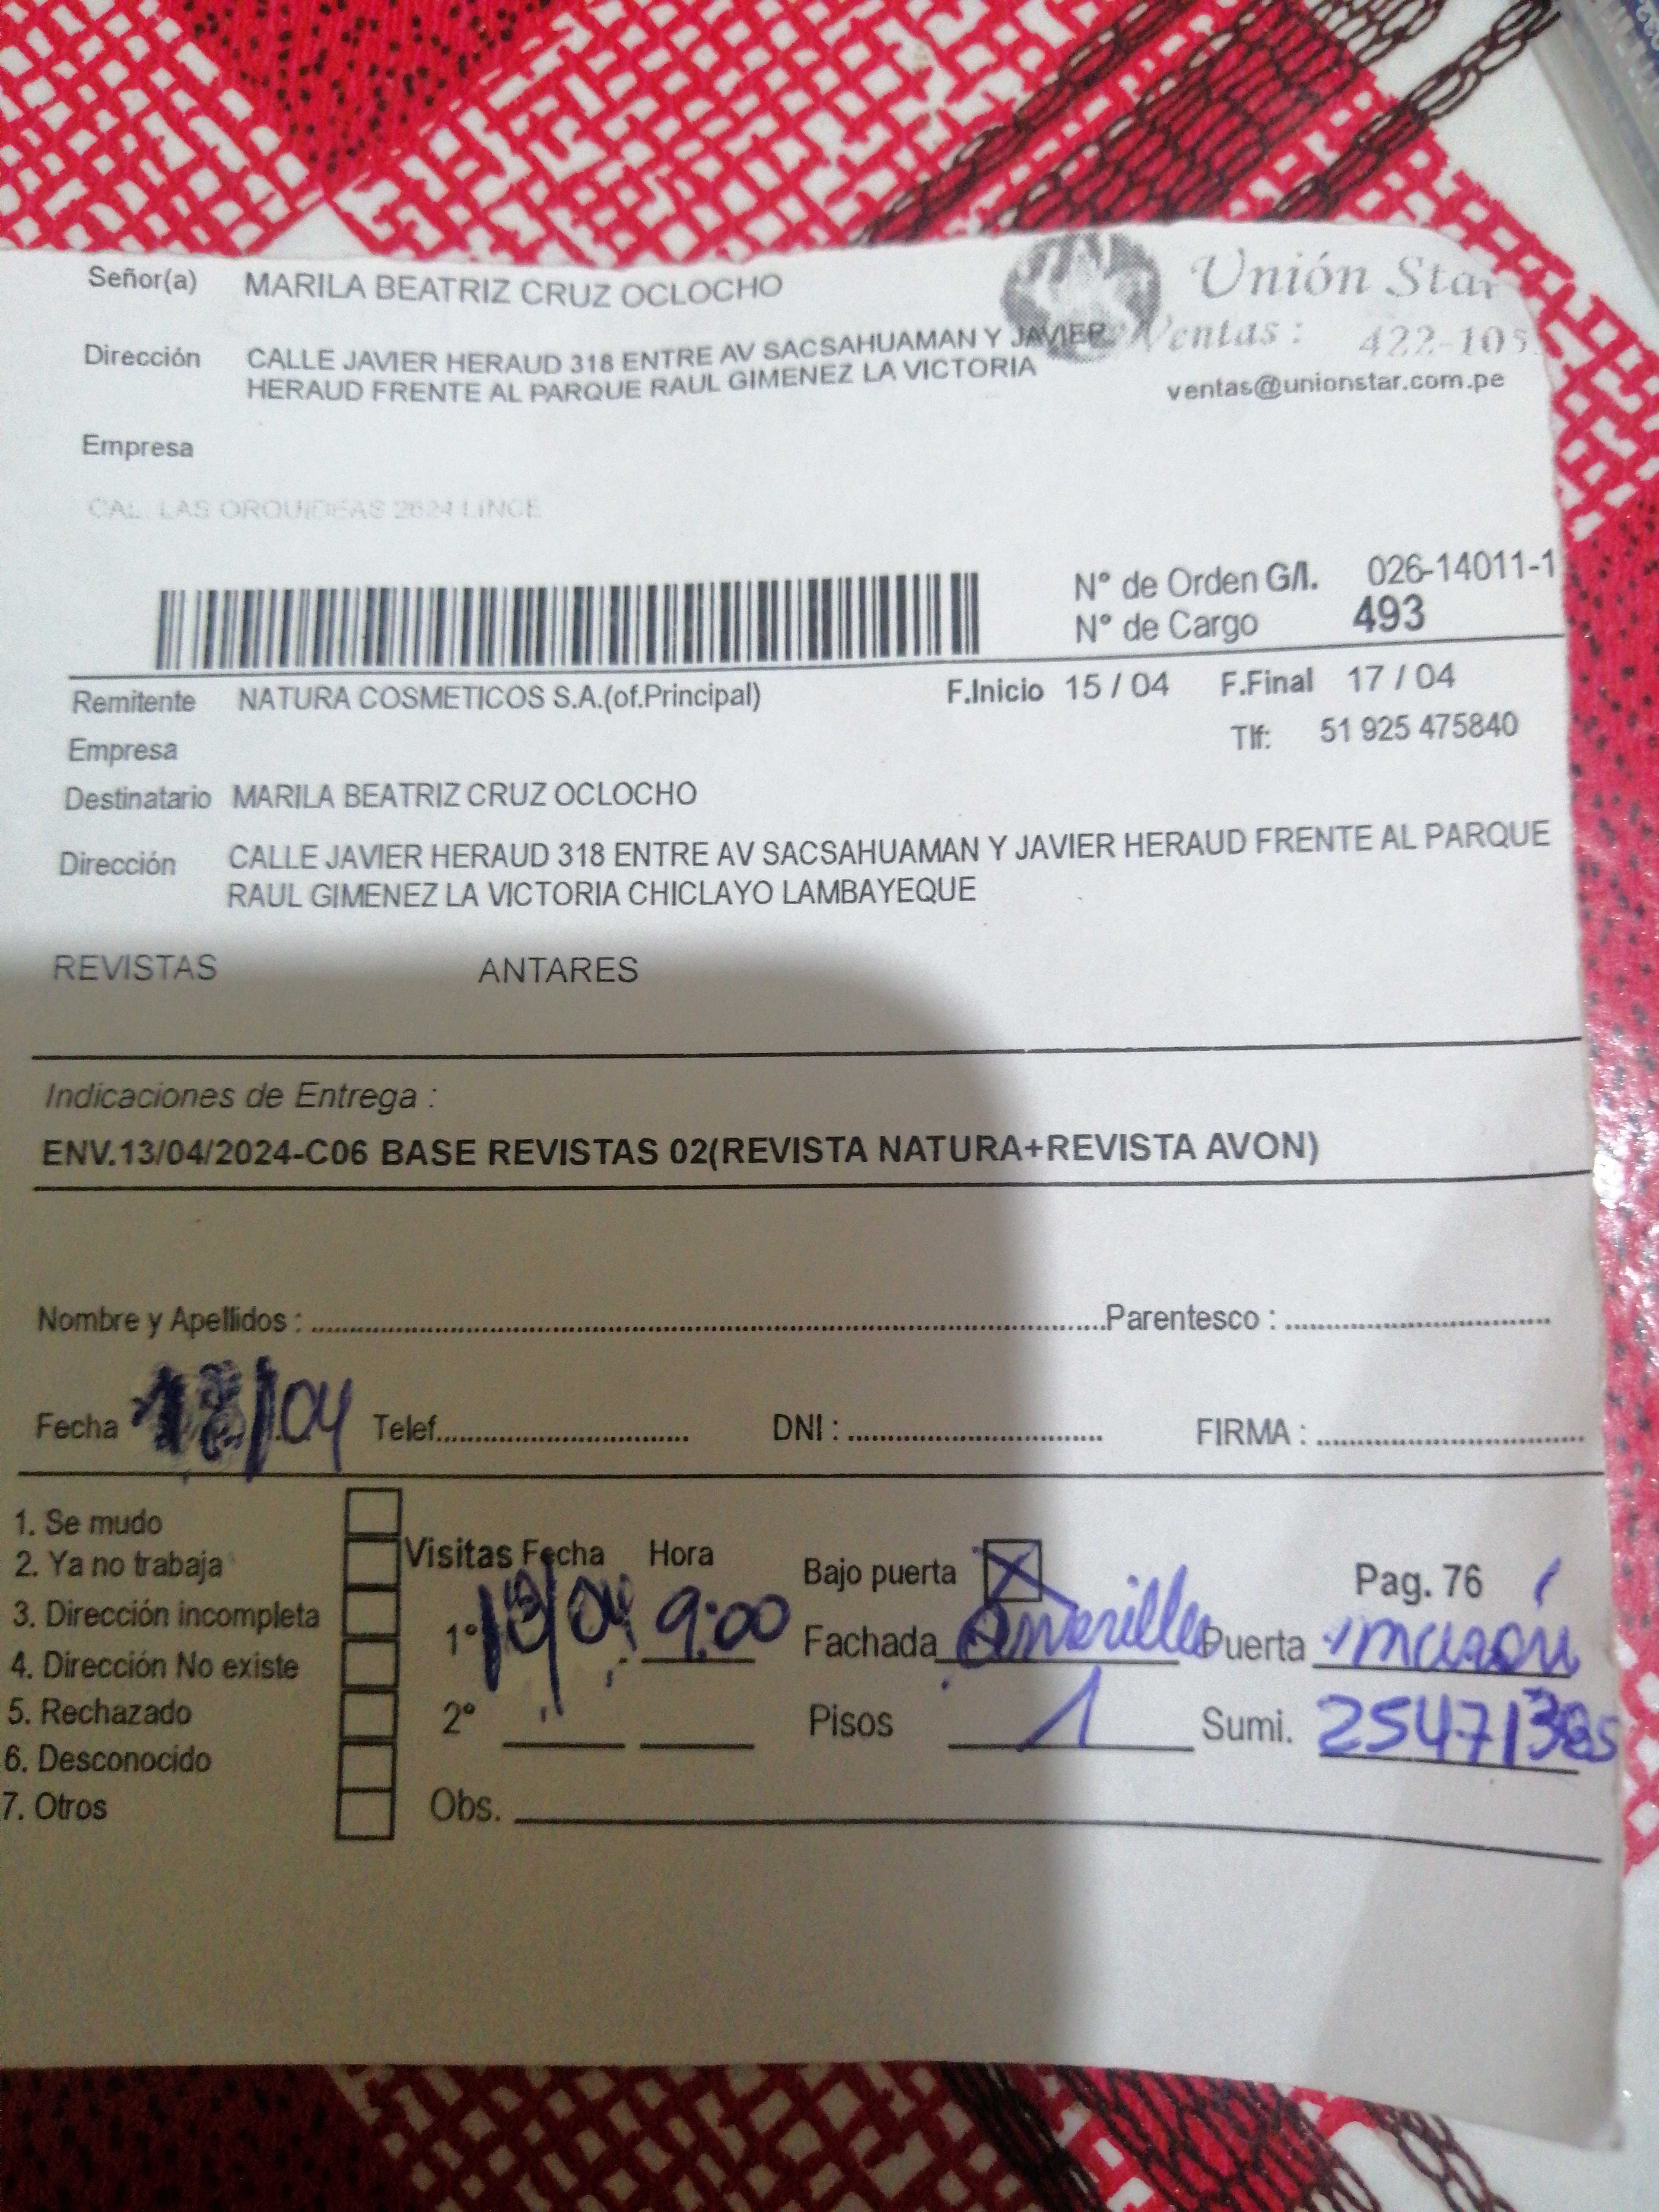 Señor(a) MARILA BEATRIZ CRUZ OCLOCHO
Unión Star
Dirección CALLE JAVIER HERAUD 318 ENTRE AV SACSAHUAMAN Y JAVIER
HERAUD FRENTE AL PARQUE RAUL GIMENEZ LA VICTORIA
Ventas : 422-105
ventas@unionstar.com.pe
Empresa
CAL. LAS ORQUIDEAS 2624 LINCE
N° de Orden G/I. 026-14011-1
N° de Cargo 493
Remitente NATURA COSMETICOS S.A.(of.Principal) F.Inicio 15 / 04 F.Final 17 / 04
Empresa Tlf: 51 925 475840
Destinatario MARILA BEATRIZ CRUZ OCLOCHO
Dirección CALLE JAVIER HERAUD 318 ENTRE AV SACSAHUAMAN Y JAVIER HERAUD FRENTE AL PARQUE
RAUL GIMENEZ LA VICTORIA CHICLAYO LAMBAYEQUE
REVISTAS ANTARES
Indicaciones de Entrega :
ENV.13/04/2024-C06 BASE REVISTAS 02(REVISTA NATURA+REVISTA AVON)
Nombre y Apellidos : Parentesco :
Fecha /04 Telef. DNI : FIRMA :
1. Se mudo
2. Ya no trabaja
3. Dirección incompleta
4. Dirección No existe
5. Rechazado
6. Desconocido
7. Otros
Visitas Fecha Hora
1° /04 9:00
2°
Obs.
Bajo puerta X Pag. 76
Fachada Amarillo Puerta marón
Pisos 1 Sumi. 25471385